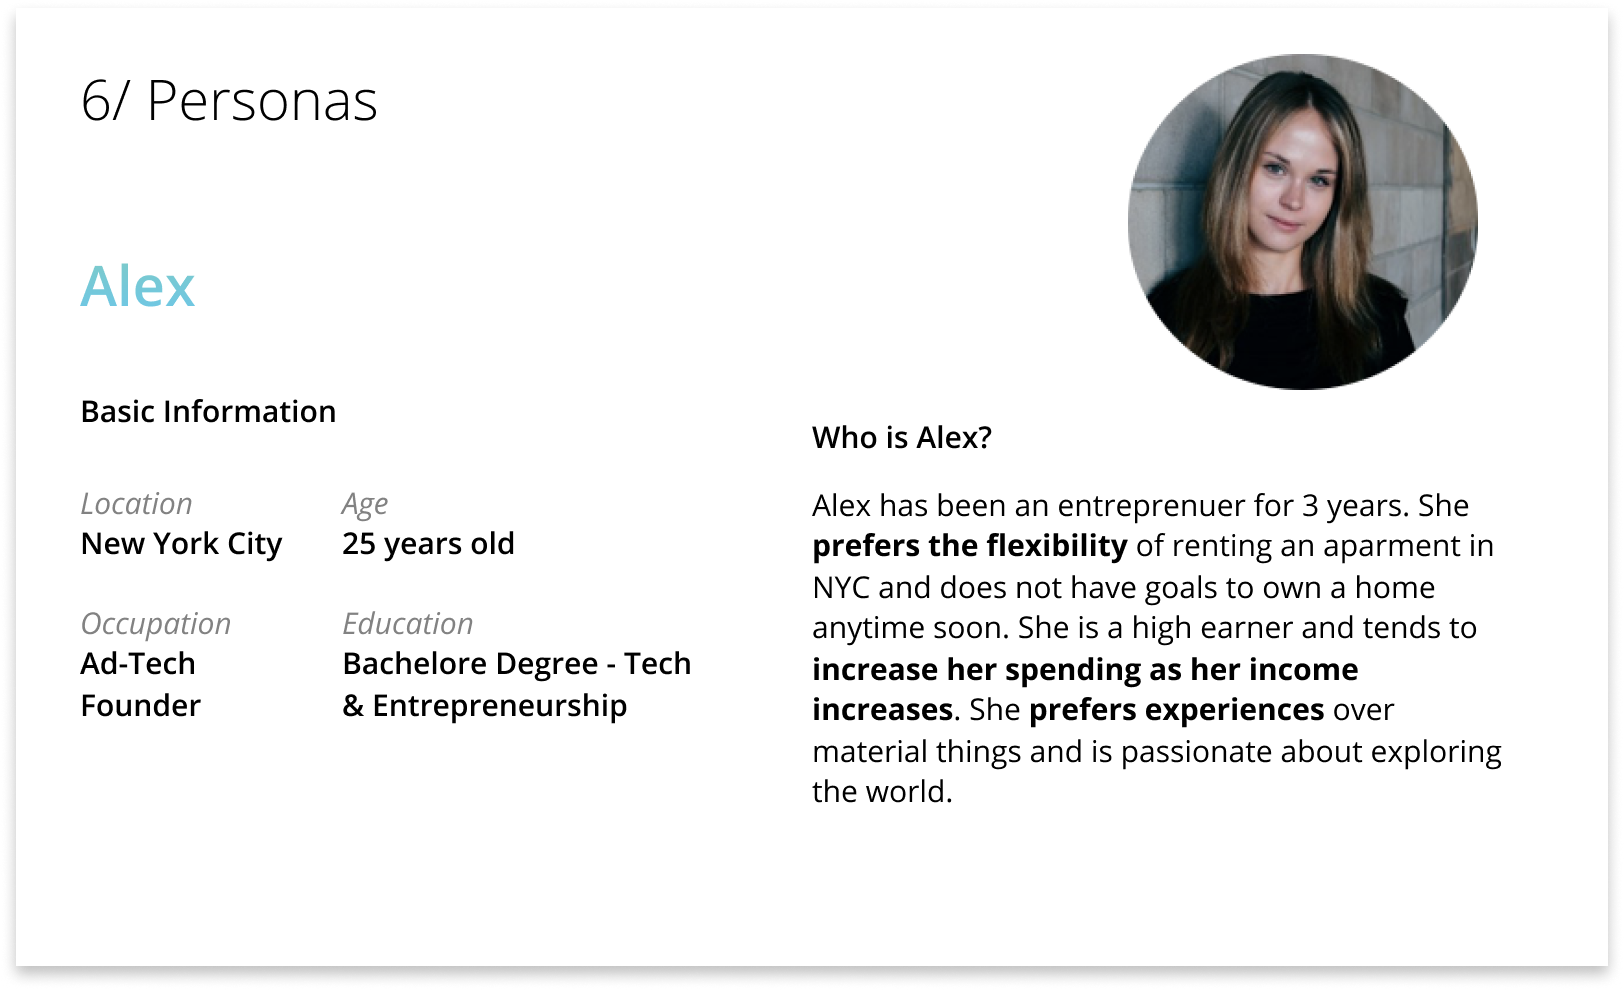 6/ Personas
Alex
Basic Information
Location
New York City
Age
25 years old
Occupation
Ad-Tech
Founder
Education
Bachelore Degree - Tech
& Entrepreneurship
Who is Alex?
Alex has been an entreprenuer for 3 years. She
prefers the flexibility of renting an aparment in
NYC and does not have goals to own a home
anytime soon. She is a high earner and tends to
increase her spending as her income
increases. She prefers experiences over
material things and is passionate about exploring
the world.